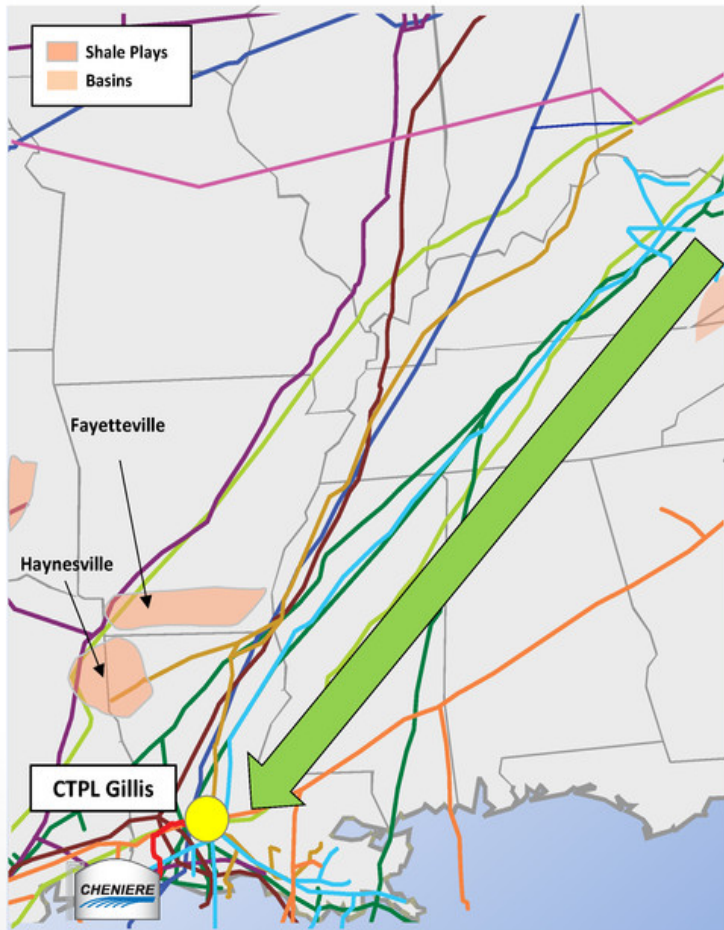 Shale Plays
Basins
Fayetteville
Haynesville
CTPL Gillis
CHENIERE